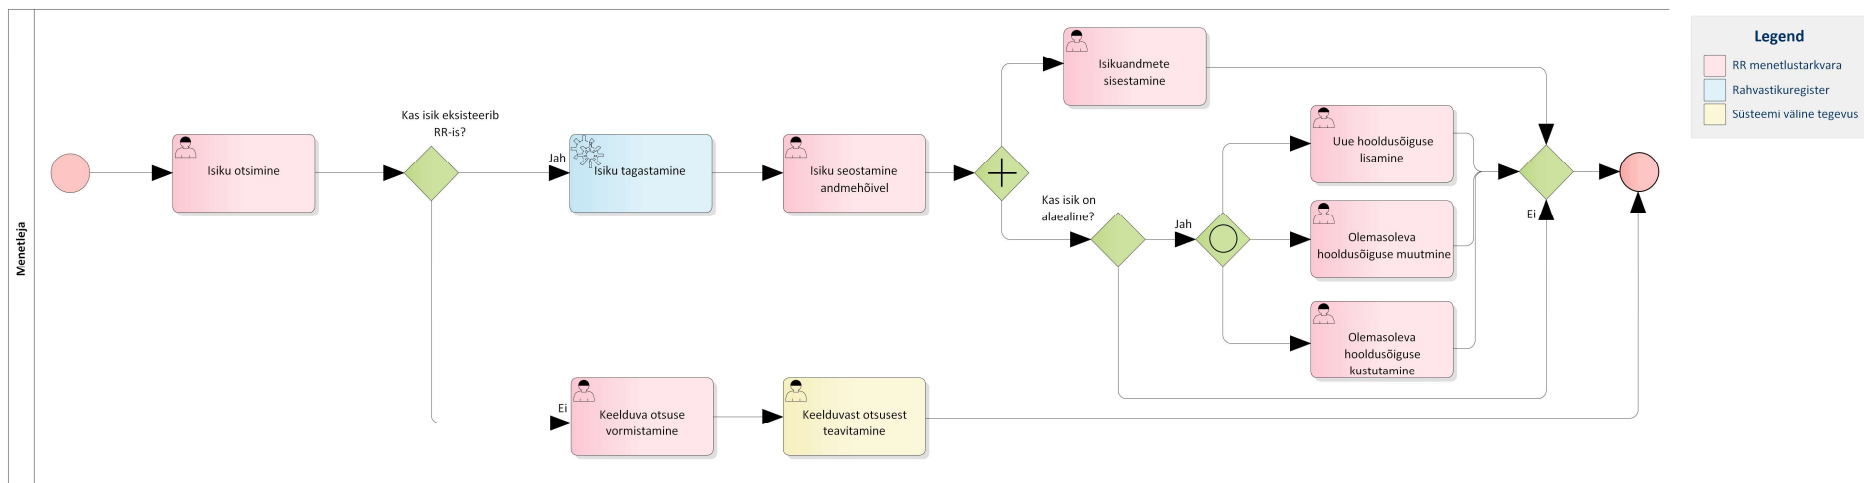 Menetleja
Isiku otsimine
Kas isik eksisteerib
RR-is?
Jah
Isiku tagastamine
Isiku seostamine
andmehõivel
Isikuandmete
sisestamine
Kas isik on
alaealine?
Jah
Uue hooldusõiguse
lisamine
Olemasoleva
hooldusõiguse muutmine
Olemasoleva
hooldusõiguse
kustutamine
Ei
Ei
Keelduva otsuse
vormistamine
Keelduvast otsusest
teavitamine
Legend
RR menetlustarkvara
Rahvastikuregister
Süsteemi väline tegevus